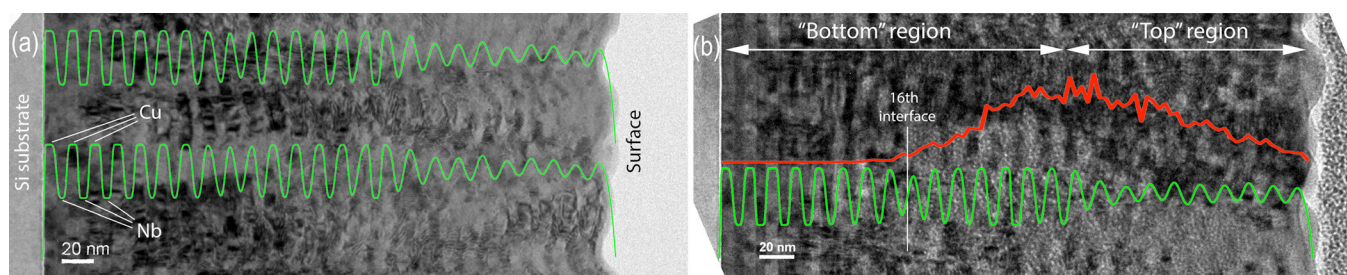 (a)
Si substrate
Cu
Nb
20 nm
Surface
(b)
"Bottom" region
"Top" region
16th
interface
20 nm